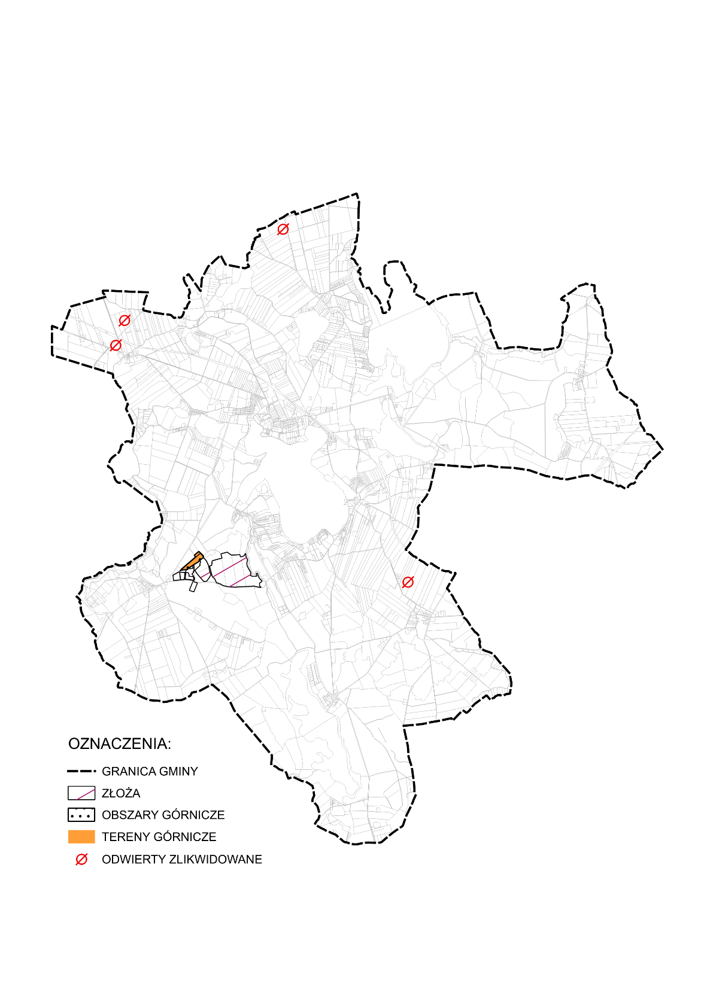 OZNACZENIA:
GRANICA GMINY
ZŁOŻA
OBSZARY GÓRNICZE
TERENY GÓRNICZE
ODWIERTY ZLIKWIDOWANE